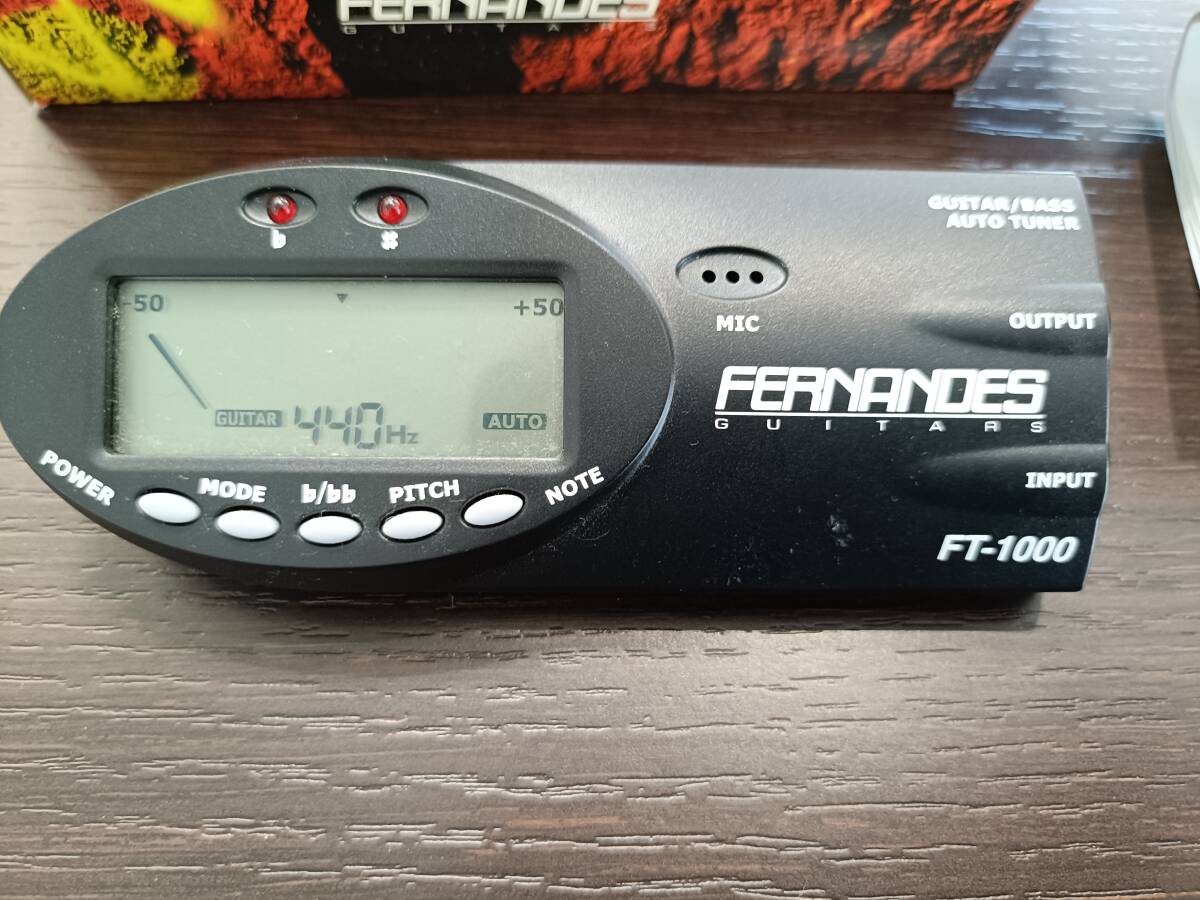 FERNANDES
GUITARS
GUITAR/BASS
AUTO TUNER
♭ #
-50 +50
GUITAR 440Hz AUTO
MIC
OUTPUT
FERNANDES
GUITARS
INPUT
POWER MODE ♭/♭♭ PITCH NOTE
FT-1000